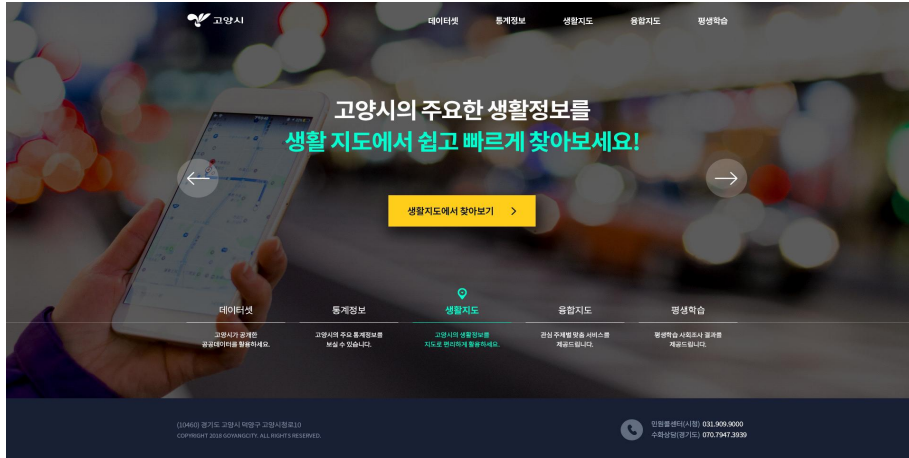 고양시
데이터셋 통계정보 생활지도 융합지도 평생학습
고양시의 주요한 생활정보를
생활 지도에서 쉽고 빠르게 찾아보세요!
생활지도에서 찾아보기
데이터셋 통계정보 생활지도 융합지도 평생학습
고양시가 공개한
공공데이터를 활용하세요.
고양시의 주요 통계정보를
보실 수 있습니다.
고양시의 생활정보를
지도로 편리하게 활용하세요.
관심 주제별 맞춤 서비스를
제공드립니다.
평생학습 사회조사 결과를
제공드립니다.
(10460) 경기도 고양시 덕양구 고양시청로10
COPYRIGHT 2018 GOYANGCITY. ALL RIGHTS RESERVED.
민원콜센터(시청) 031.909.9000
수화상담(경기도) 070.7947.3939